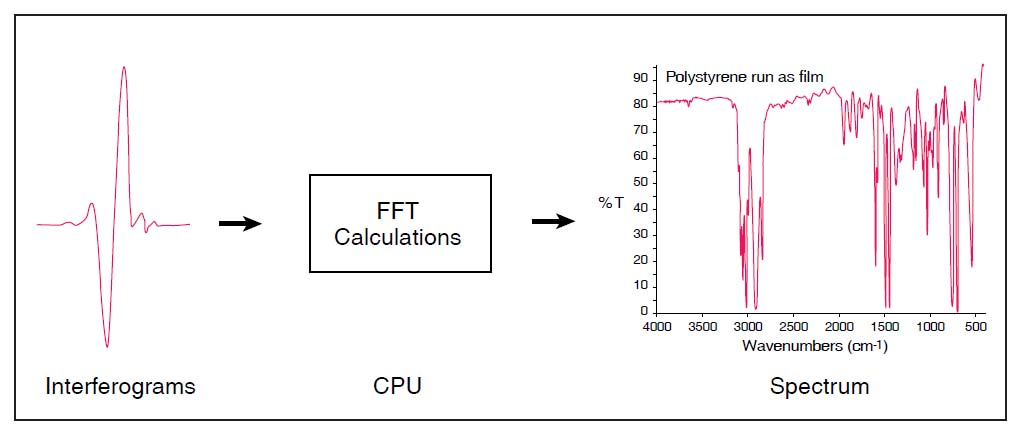 Polystyrene run as film
90
80
70
60
50
40
30
20
10
0
%T
4000 3500 3000 2500 2000 1500 1000 500
Wavenumbers (cm-1)
FFT
Calculations
Interferograms
CPU
Spectrum